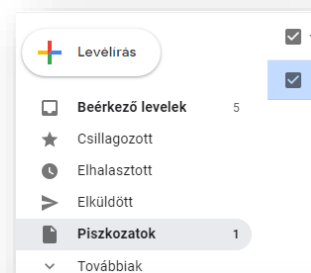 Levélírás
Beérkező levelek 5
Csillagozott
Elhalasztott
Elküldött
Piszkozatok 1
Továbbiak